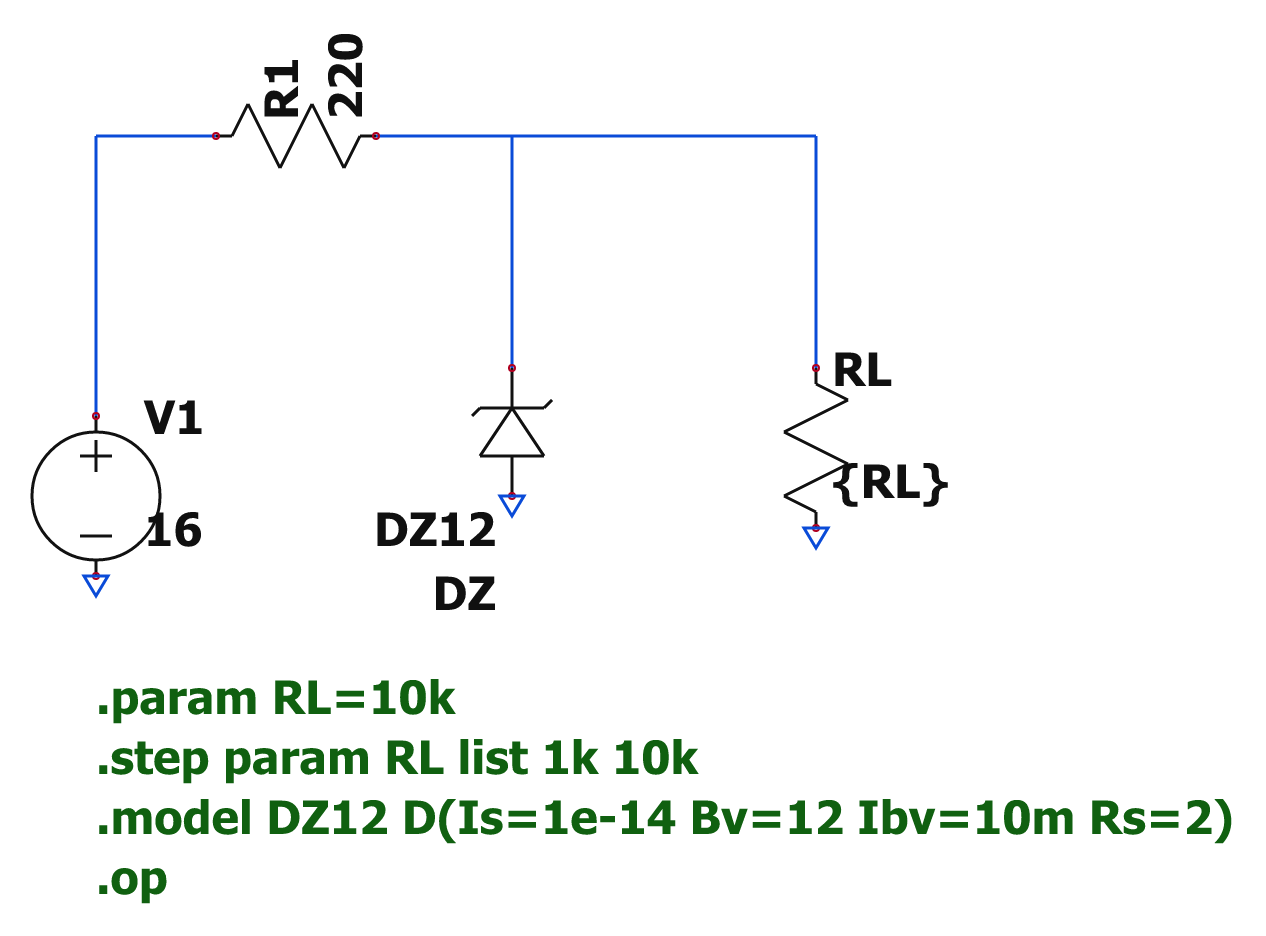 R1
220
V1
16
DZ12
DZ
RL
{RL}
.param RL=10k
.step param RL list 1k 10k
.model DZ12 D(Is=1e-14 Bv=12 Ibv=10m Rs=2)
.op